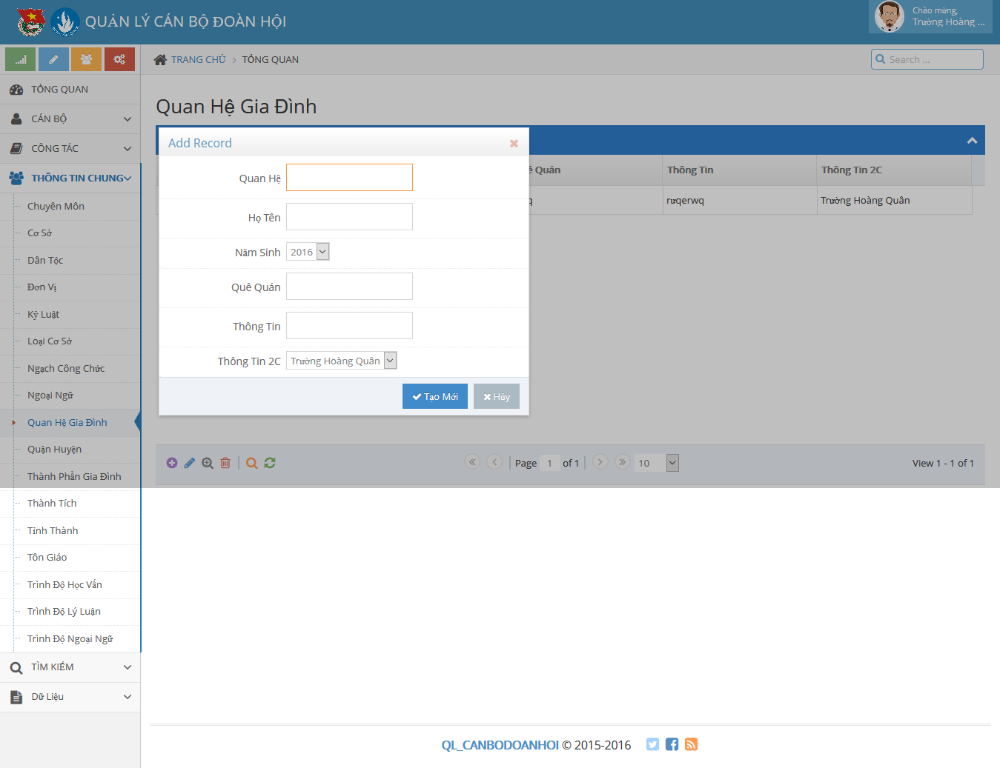 QUẢN LÝ CÁN BỘ ĐOÀN HỘI
Chào mừng,
Trường Hoàng ...
TRANG CHỦ > TỔNG QUAN
Search ...
TỔNG QUAN
CÁN BỘ
CÔNG TÁC
THÔNG TIN CHUNG
Chuyên Môn
Cơ Sở
Dân Tộc
Đơn Vị
Kỷ Luật
Loại Cơ Sở
Ngạch Công Chức
Ngoại Ngữ
Quan Hệ Gia Đình
Quận Huyện
Thành Phần Gia Đình
Thành Tích
Tỉnh Thành
Tôn Giáo
Trình Độ Học Vấn
Trình Độ Lý Luận
Trình Độ Ngoại Ngữ
TÌM KIẾM
Dữ Liệu
Quan Hệ Gia Đình
Quán Thông Tin Thông Tin 2C
rưqerwq Trường Hoàng Quân
Add Record
Quan Hệ
Họ Tên
Năm Sinh 2016
Quê Quán
Thông Tin
Thông Tin 2C Trường Hoàng Quân
Tạo Mới Hủy
Page 1 of 1 10 View 1 - 1 of 1
QL_CANBODOANHOI © 2015-2016